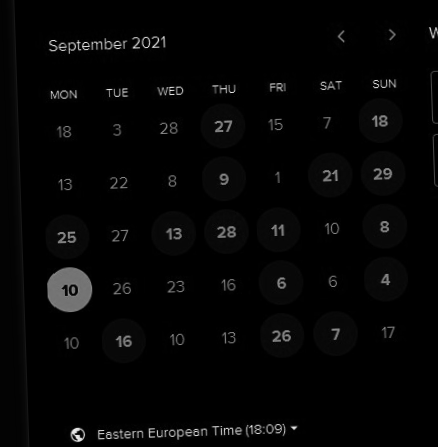 September 2021
W
MON TUE WED THU FRI SAT SUN
18 3 28 27 15 7 18
13 22 8 9 1 21 29
25 27 13 28 11 10 8
10 26 23 16 6 6 4
10 16 10 13 26 7 17
Eastern European Time (18:09)